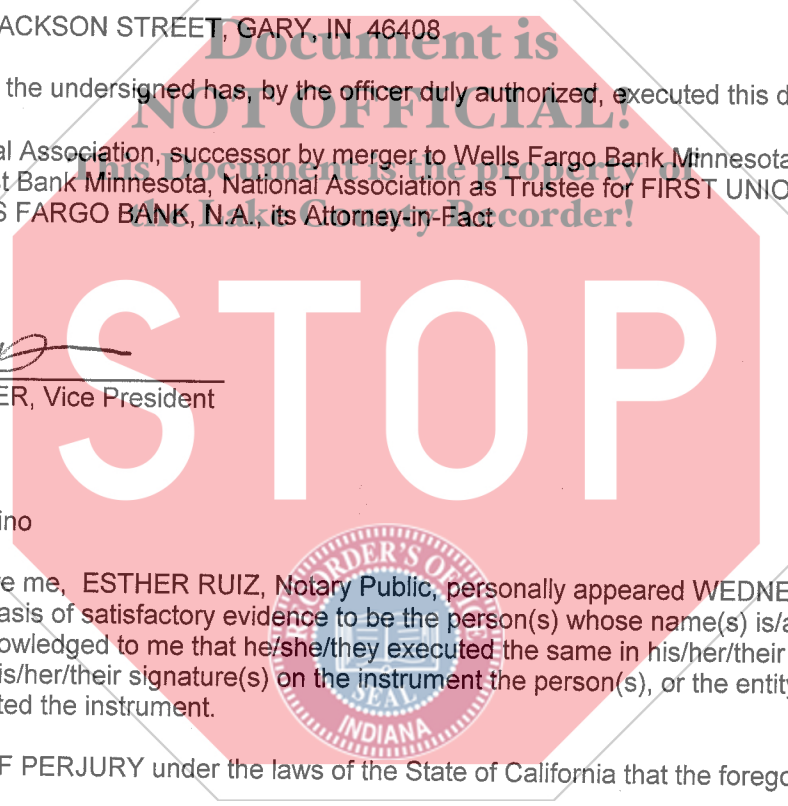 ACKSON STREET, GARY, IN 46408
Document is
the undersigned has, by the officer duly authorized, executed this d
NOT OFFICIAL!
al Association, successor by merger to Wells Fargo Bank Minnesota
This Document is the property of
t Bank Minnesota, National Association as Trustee for FIRST UNIO
S FARGO BANK, N.A., its Attorney-in-Fact
the Lake County Recorder!
STOP
ER, Vice President
ino
RECORDER'S OFFICE
re me, ESTHER RUIZ, Notary Public, personally appeared WEDNE
asis of satisfactory evidence to be the person(s) whose name(s) is/a
owledged to me that he/she/they executed the same in his/her/their
is/her/their signature(s) on the instrument the person(s), or the entity
SEAL
ted the instrument.
INDIANA
F PERJURY under the laws of the State of California that the forego